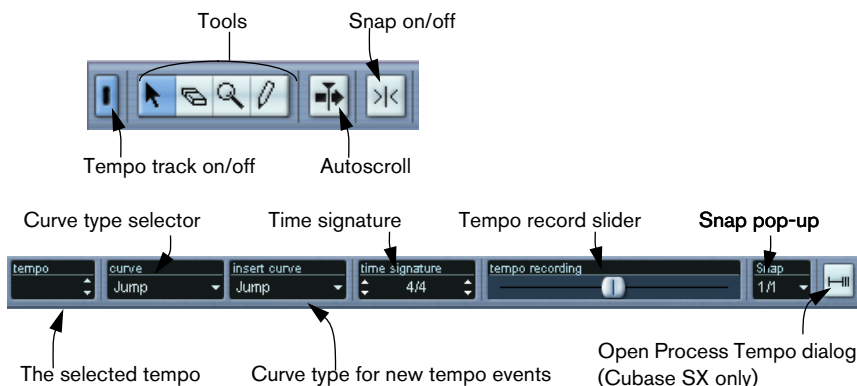 Tools
Snap on/off
Tempo track on/off
Autoscroll
Curve type selector
Time signature
Tempo record slider
Snap pop-up
tempo
curve
insert curve
time signature
tempo recording
Snap
Jump
Jump
4/4
1/1
The selected tempo
Curve type for new tempo events
Open Process Tempo dialog
(Cubase SX only)